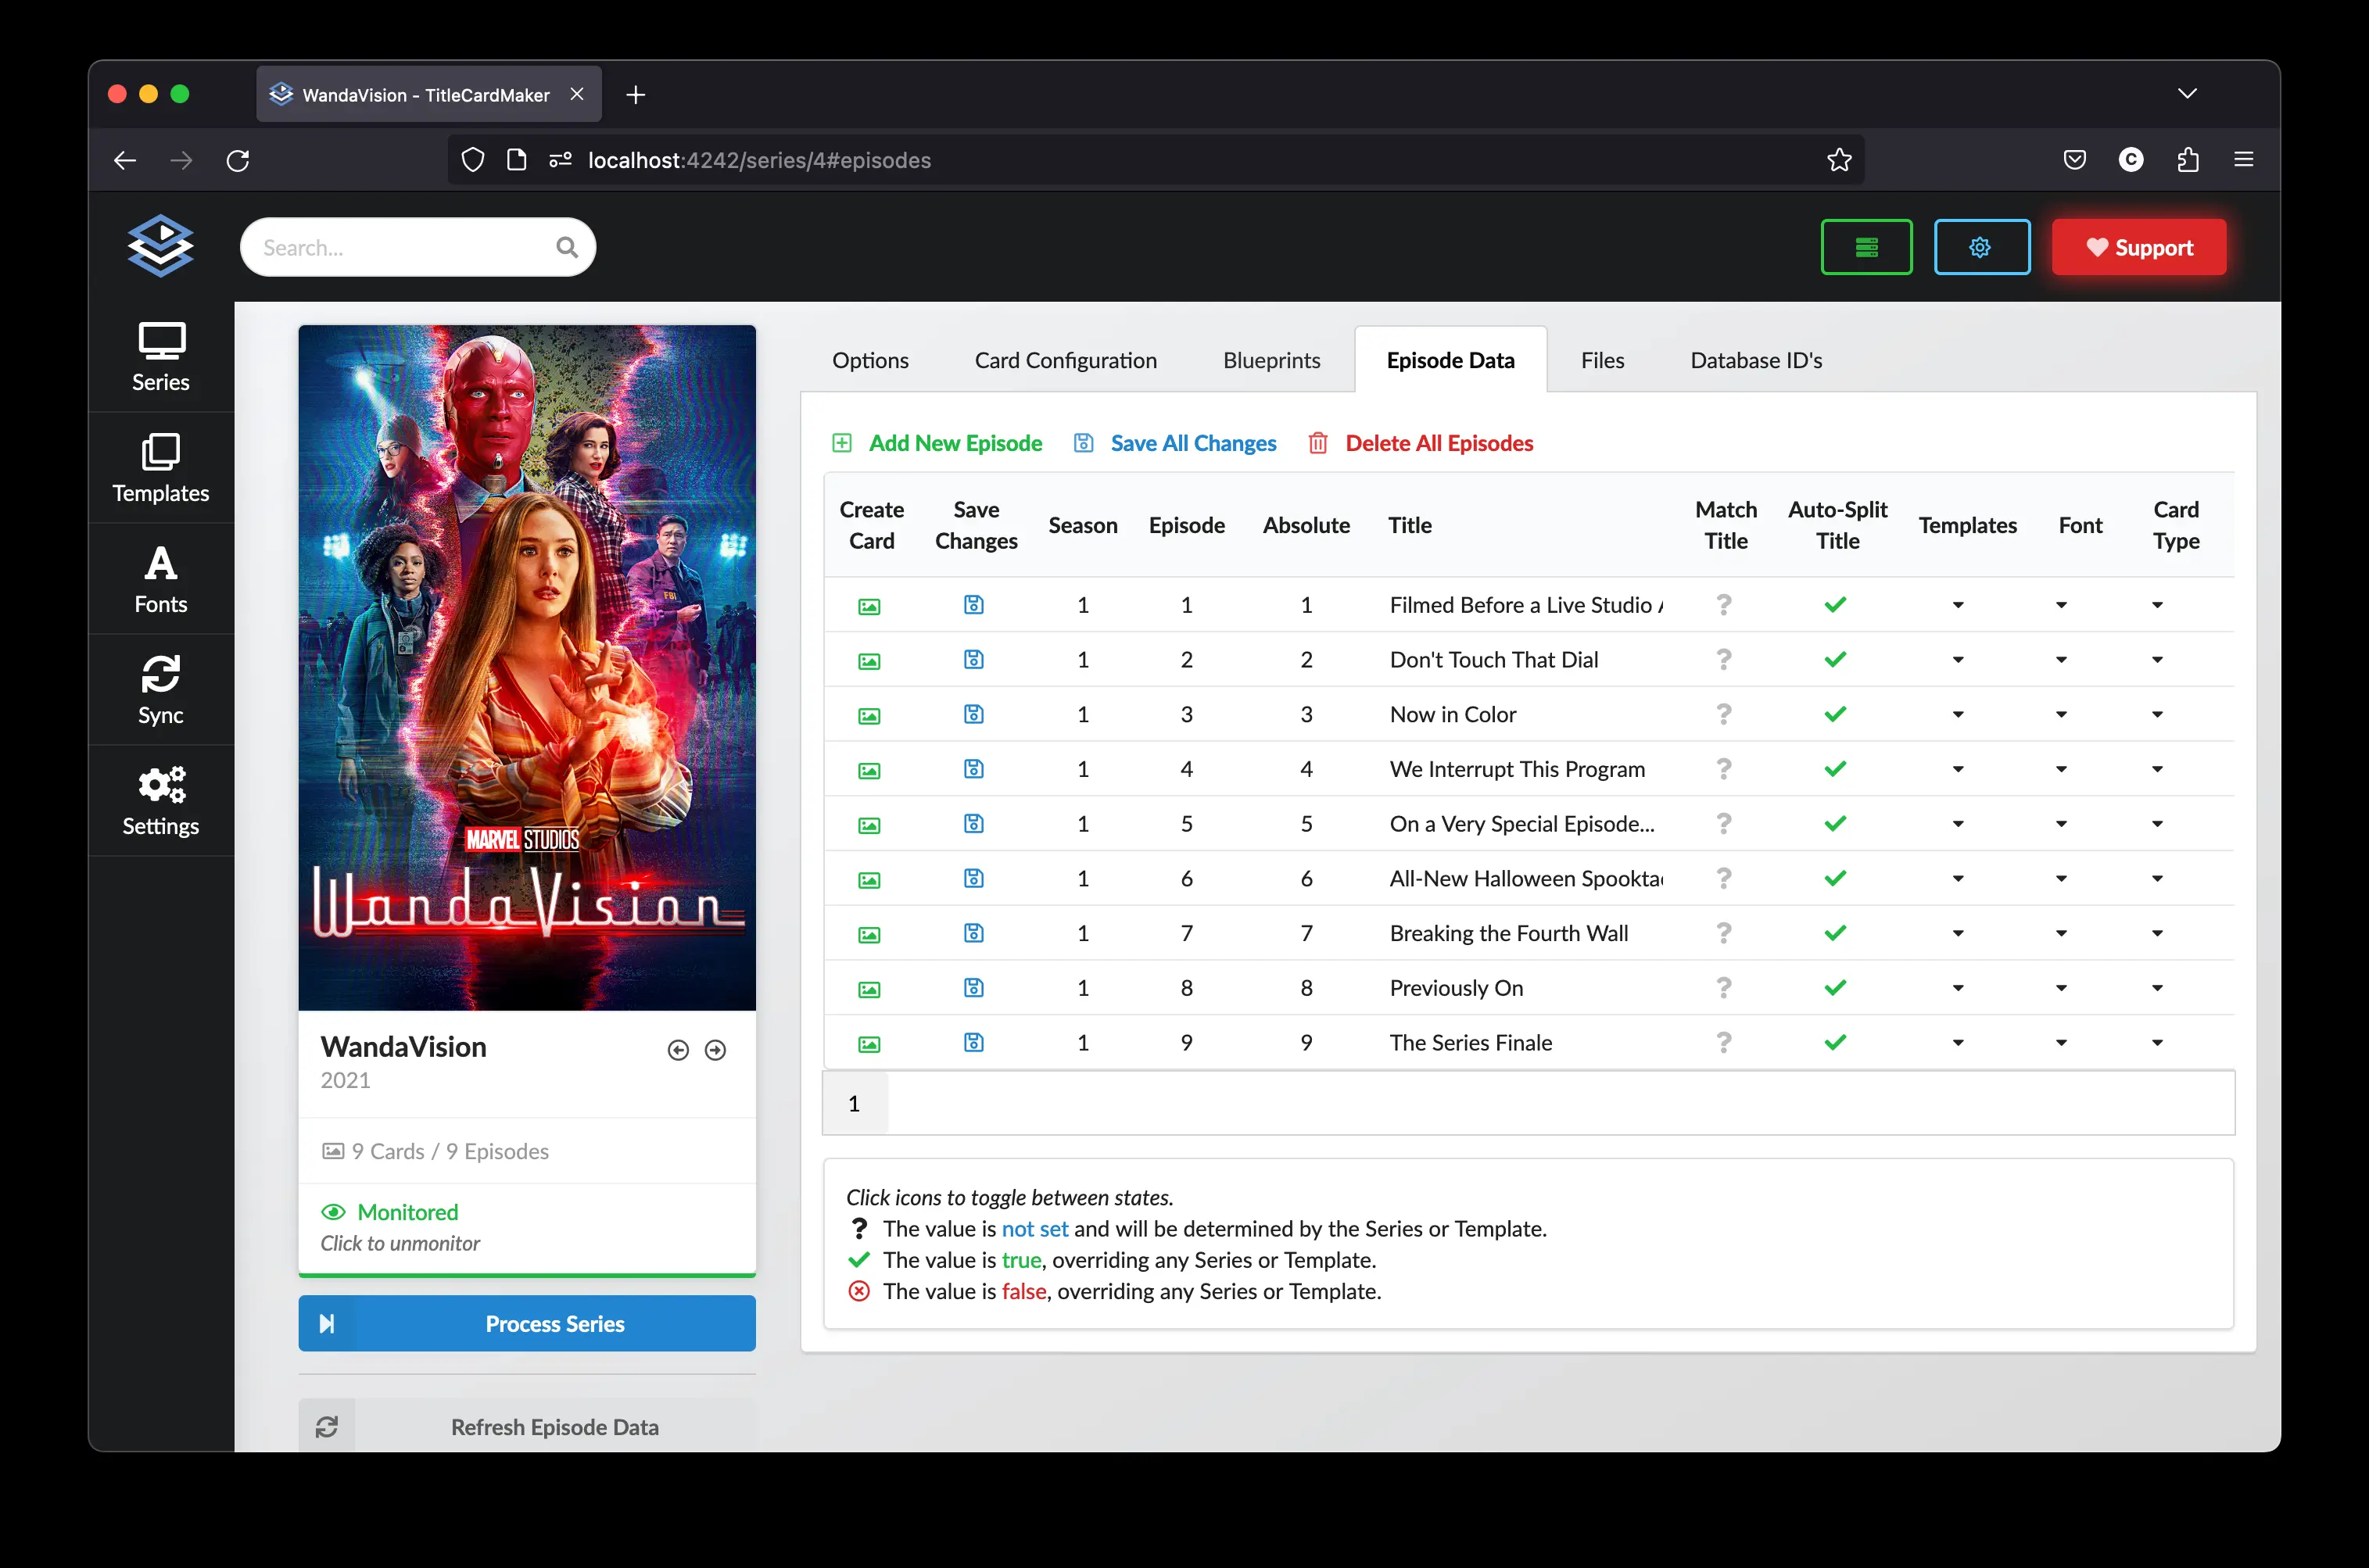 WandaVision - TitleCardMaker
localhost:4242/series/4#episodes
C
Search...
Support
Series
Templates
A
Fonts
Sync
Settings
FBI
MARVEL STUDIOS
WandaVision
WandaVision
2021
9 Cards / 9 Episodes
Monitored
Click to unmonitor
Process Series
Refresh Episode Data
Options Card Configuration Blueprints Episode Data Files Database ID's
Add New Episode Save All Changes Delete All Episodes
Create Card Save Changes Season Episode Absolute Title Match Title Auto-Split Title Templates Font Card Type
1 1 1 Filmed Before a Live Studio ?
1 2 2 Don't Touch That Dial ?
1 3 3 Now in Color ?
1 4 4 We Interrupt This Program ?
1 5 5 On a Very Special Episode... ?
1 6 6 All-New Halloween Spookta ?
1 7 7 Breaking the Fourth Wall ?
1 8 8 Previously On ?
1 9 9 The Series Finale ?
1
Click icons to toggle between states.
? The value is not set and will be determined by the Series or Template.
The value is true, overriding any Series or Template.
The value is false, overriding any Series or Template.